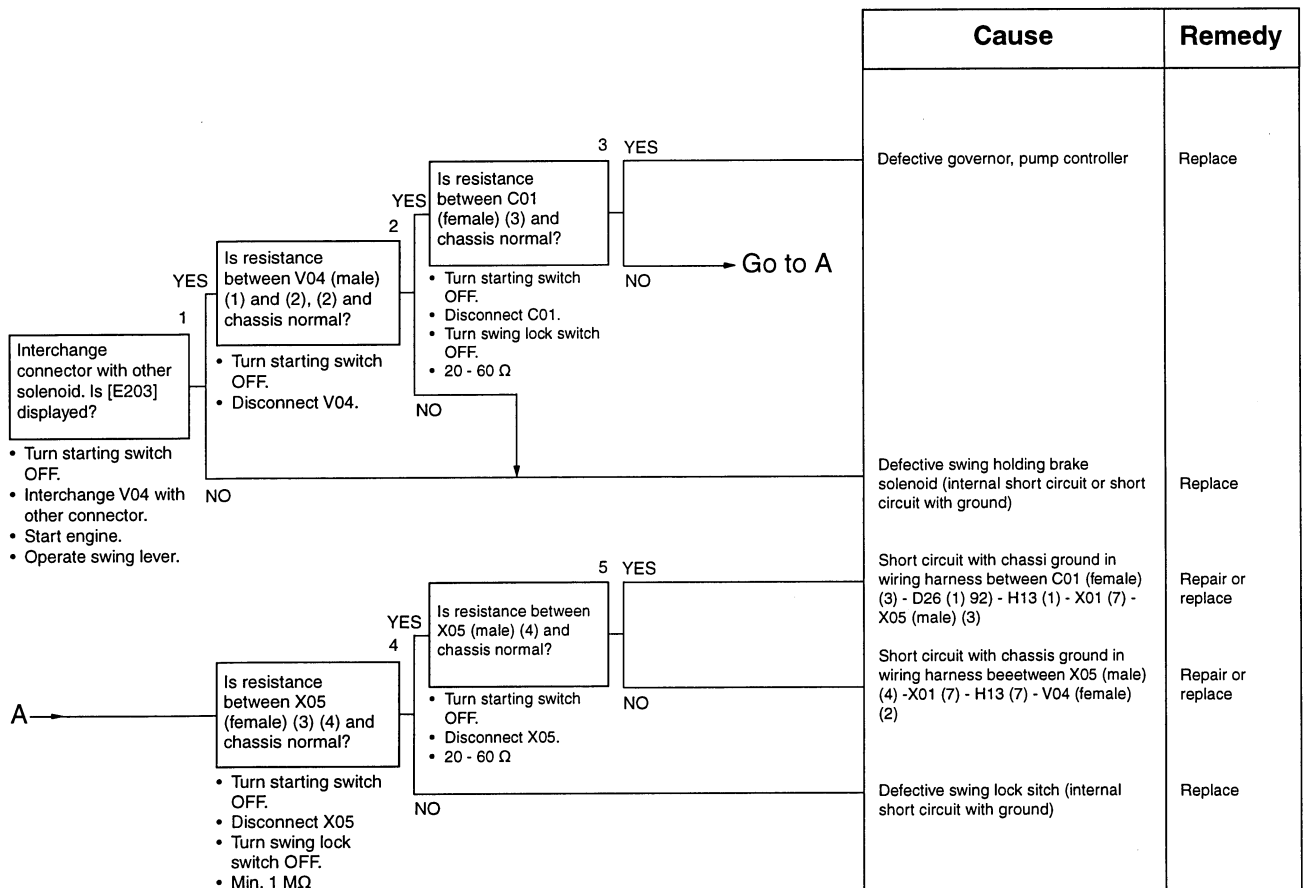 Cause
Remedy
3
YES
Is resistance
between C01
(female) (3) and
chassis normal?
Defective governor, pump controller
Replace
YES
2
Is resistance
between V04 (male)
(1) and (2), (2) and
chassis normal?
• Turn starting switch
OFF.
• Disconnect C01.
• Turn swing lock switch
OFF.
• 20 - 60 Ω
NO
Go to A
YES
1
Interchange
connector with other
solenoid. Is [E203]
displayed?
• Turn starting switch
OFF.
• Disconnect V04.
NO
• Turn starting switch
OFF.
• Interchange V04 with
other connector.
• Start engine.
• Operate swing lever.
NO
Defective swing holding brake
solenoid (internal short circuit or short
circuit with ground)
Replace
5
YES
Is resistance between
X05 (male) (4) and
chassis normal?
Short circuit with chassi ground in
wiring harness between C01 (female)
(3) - D26 (1) 92) - H13 (1) - X01 (7) -
X05 (male) (3)
Repair or
replace
YES
4
Is resistance
between X05
(female) (3) (4) and
chassis normal?
• Turn starting switch
OFF.
• Disconnect X05.
• 20 - 60 Ω
NO
Short circuit with chassis ground in
wiring harness beeetween X05 (male)
(4) -X01 (7) - H13 (7) - V04 (female)
(2)
Repair or
replace
A
• Turn starting switch
OFF.
• Disconnect X05
• Turn swing lock
switch OFF.
• Min. 1 MΩ
NO
Defective swing lock sitch (internal
short circuit with ground)
Replace